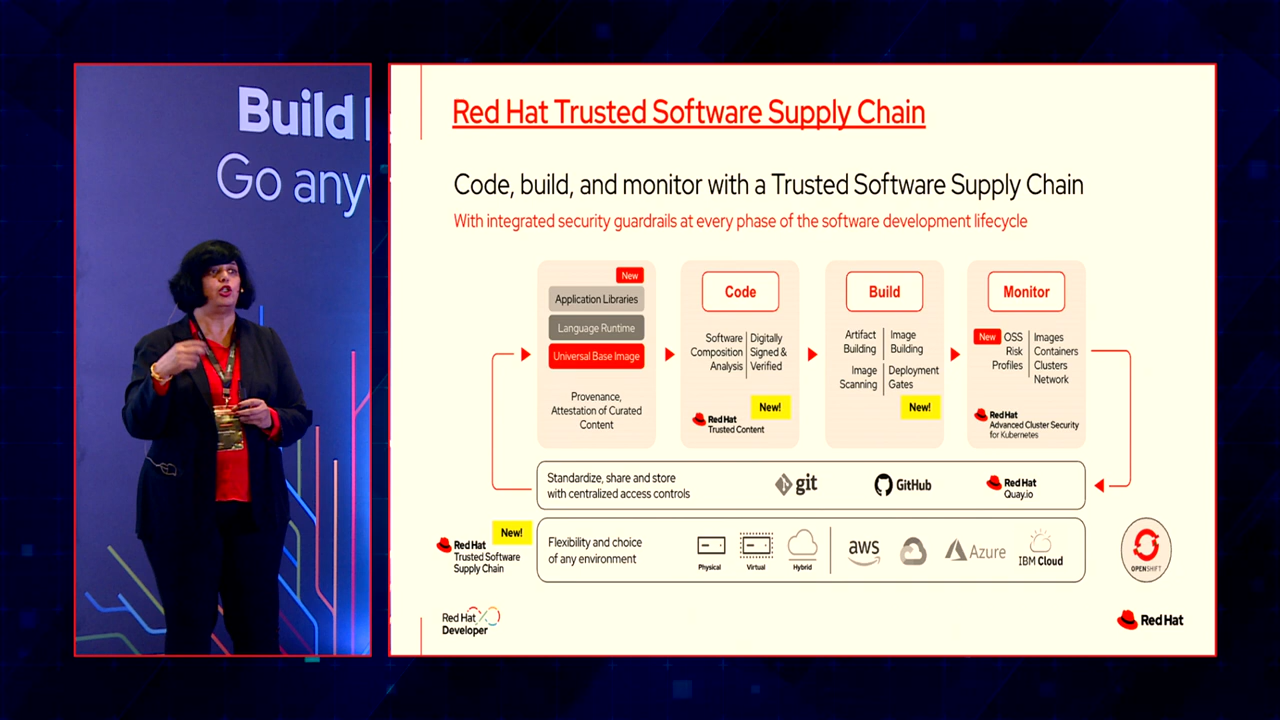 Build
Go any
Red Hat Trusted Software Supply Chain
Code, build, and monitor with a Trusted Software Supply Chain
With integrated security guardrails at every phase of the software development lifecycle
New
Application Libraries
Language Runtime
Universal Base Image
Provenance,
Attestation of Curated
Content
Code
Software
Composition
Analysis
Digitally
Signed &
Verified
New!
Red Hat
Trusted Content
Build
Artifact
Building
Image
Building
Image
Scanning
Deployment
Gates
New!
Monitor
New
OSS
Risk
Profiles
Images
Containers
Clusters
Network
Red Hat
Advanced Cluster Security
for Kubernetes
Standardize, share and store
with centralized access controls
git
GitHub
Red Hat
Quay.io
New!
Red Hat
Trusted Software
Supply Chain
Flexibility and choice
of any environment
Physical
Virtual
Hybrid
aws
Azure
IBM Cloud
OPENSHIFT
Red Hat
Developer
Red Hat